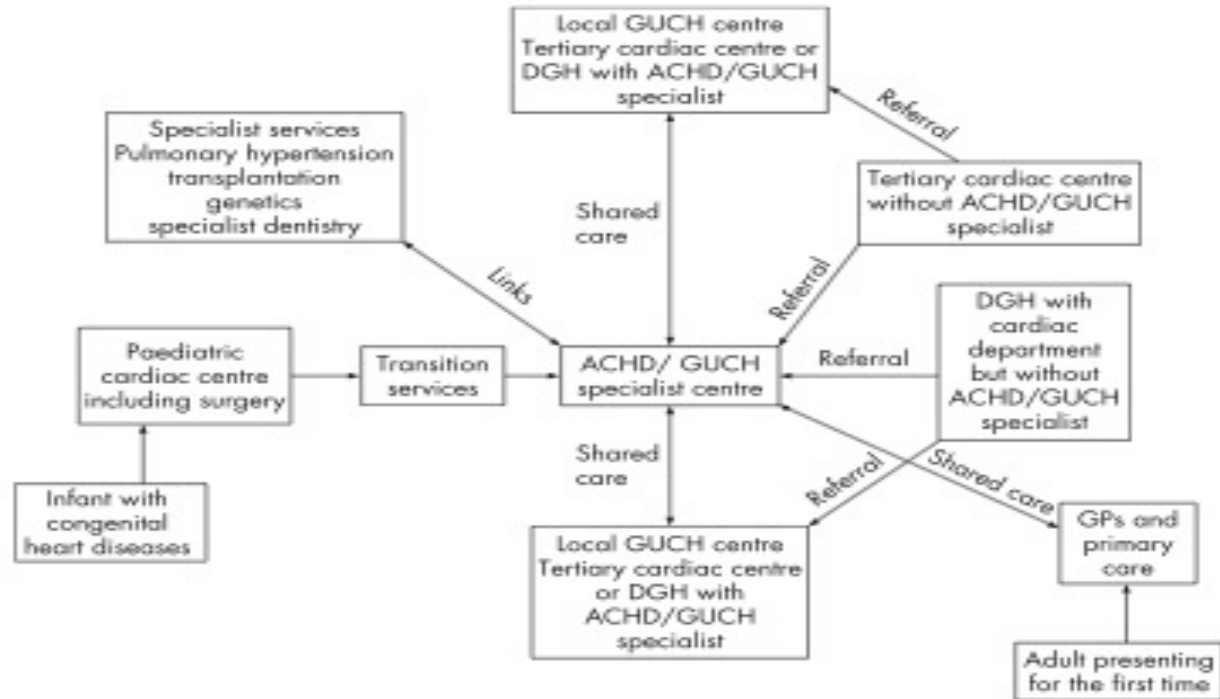 Local GUCH centre
Tertiary cardiac centre or
DGH with ACHD/GUCH
specialist
Referral
Specialist services
Pulmonary hypertension
transplantation
genetics
specialist dentistry
Shared
care
Tertiary cardiac centre
without ACHD/GUCH
specialist
Links
Referral
DGH with
cardiac
department
but without
ACHD/GUCH
specialist
Paediatric
cardiac centre
including surgery
Transition
services
ACHD/ GUCH
specialist centre
Referral
Shared
care
Referral
Shared care
Infant with
congenital
heart diseases
Local GUCH centre
Tertiary cardiac centre
or DGH with
ACHD/GUCH
specialist
GPs and
primary
care
Adult presenting
for the first time